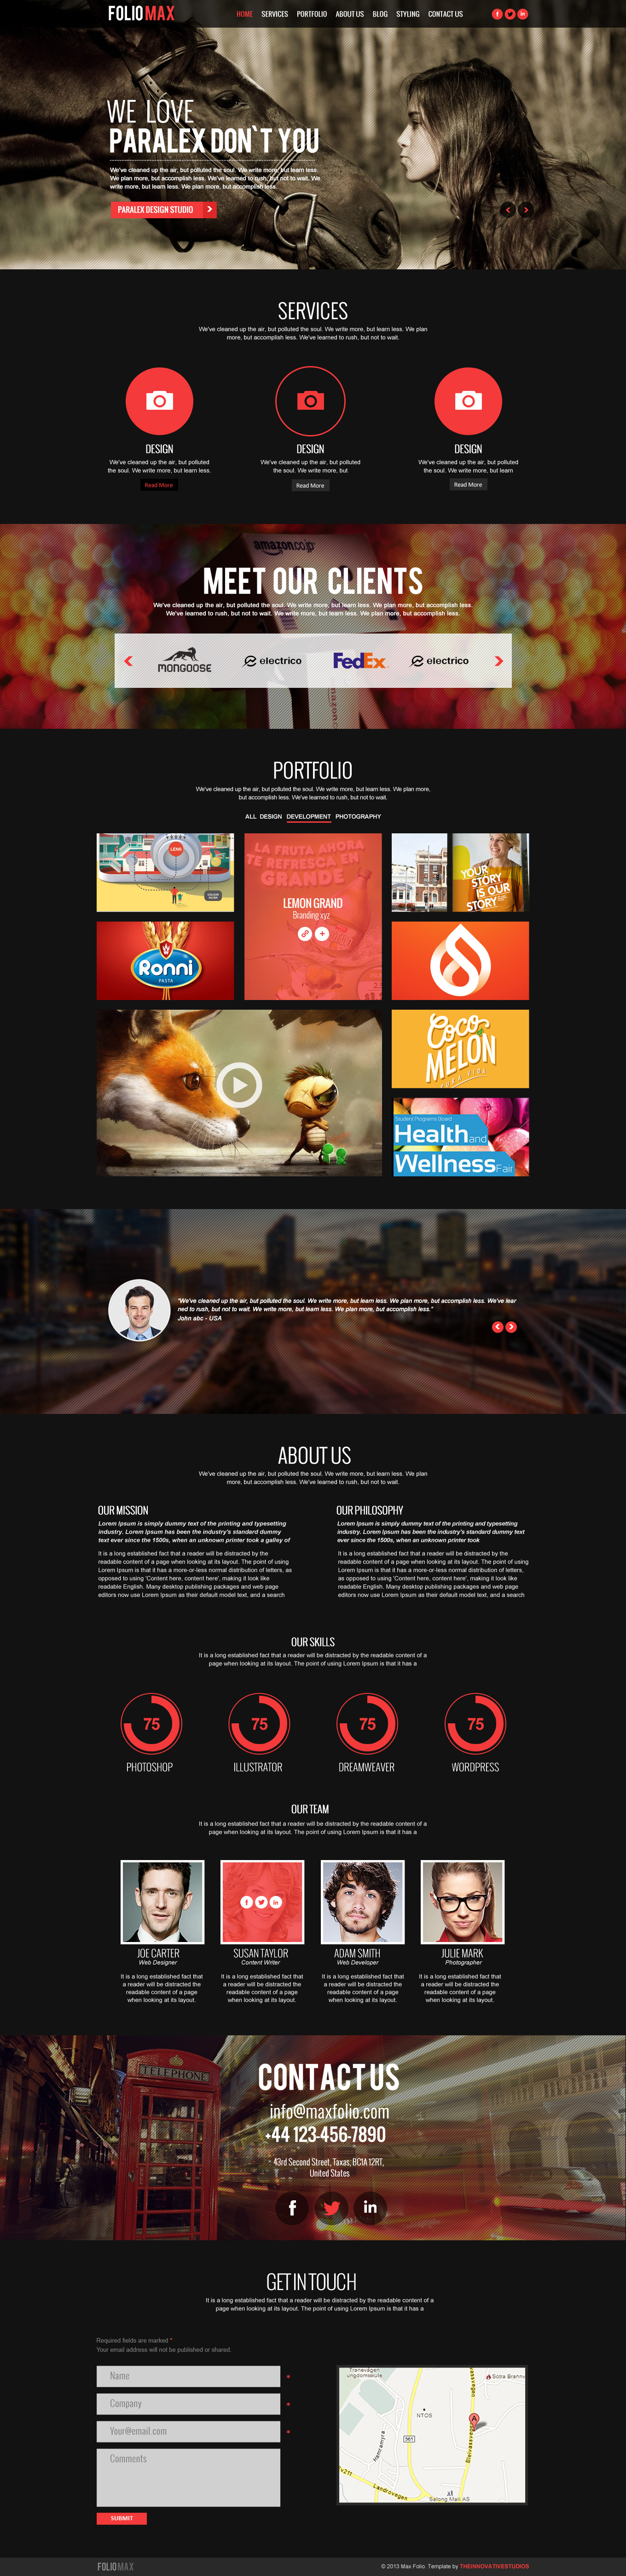 FOLIOMAX
HOME SERVICES PORTFOLIO ABOUT US BLOG STYLING CONTACT US
WE LOVE
PARALEX DON`T YOU
We've cleaned up the air, but polluted the soul. We write more, but learn less.
We plan more, but accomplish less. We've learned to rush, but not to wait. We
write more, but learn less. We plan more, but accomplish less.
PARALEX DESIGN STUDIO
SERVICES
We've cleaned up the air, but polluted the soul. We write more, but learn less. We plan
more, but accomplish less. We've learned to rush, but not to wait.
DESIGN
We've cleaned up the air, but polluted
the soul. We write more, but learn less.
Read More
DESIGN
We've cleaned up the air, but polluted
the soul. We write more, but
Read More
DESIGN
We've cleaned up the air, but polluted
the soul. We write more, but learn
Read More
amazon.co.jp
MEET OUR CLIENTS
We've cleaned up the air, but polluted the soul. We write more, but learn less. We plan more, but accomplish less.
We've learned to rush, but not to wait. We write more, but learn less. We plan more, but accomplish less.
MONGOOSE
electrico
FedEx
electrico
amazon
PORTFOLIO
We've cleaned up the air, but polluted the soul. We write more, but learn less. We plan more,
but accomplish less. We've learned to rush, but not to wait.
ALL DESIGN DEVELOPMENT PHOTOGRAPHY
LENS
LA FRUTA AHORA
TE REFRESCA EN
GRANDE
LEMON GRAND
Branding xyz
YOUR
STORY
IS OUR
STORY
Ronni
PASTA
Coco
MELON
PURA VIDA
Student Programs Board
Health and
Wellness Fair
"We've cleaned up the air, but polluted the soul. We write more, but learn less. We plan more, but accomplish less. We've lear
ned to rush, but not to wait. We write more, but learn less. We plan more, but accomplish less."
John abc - USA
ABOUT US
We've cleaned up the air, but polluted the soul. We write more, but learn less. We plan
more, but accomplish less. We've learned to rush, but not to wait.
OUR MISSION
Lorem Ipsum is simply dummy text of the printing and typesetting
industry. Lorem Ipsum has been the industry's standard dummy
text ever since the 1500s, when an unknown printer took a galley of
It is a long established fact that a reader will be distracted by the
readable content of a page when looking at its layout. The point of using
Lorem Ipsum is that it has a more-or-less normal distribution of letters, as
opposed to using 'Content here, content here', making it look like
readable English. Many desktop publishing packages and web page
editors now use Lorem Ipsum as their default model text, and a search
OUR PHILOSOPHY
Lorem Ipsum is simply dummy text of the printing and typesetting
industry. Lorem Ipsum has been the industry's standard dummy text
ever since the 1500s, when an unknown printer took
It is a long established fact that a reader will be distracted by the
readable content of a page when looking at its layout. The point of using
Lorem Ipsum is that it has a more-or-less normal distribution of letters,
as opposed to using 'Content here, content here', making it look like
readable English. Many desktop publishing packages and web page
editors now use Lorem Ipsum as their default model text, and a search
OUR SKILLS
It is a long established fact that a reader will be distracted by the readable content of a
page when looking at its layout. The point of using Lorem Ipsum is that it has a
75 75 75 75
PHOTOSHOP ILLUSTRATOR DREAMWEAVER WORDPRESS
OUR TEAM
It is a long established fact that a reader will be distracted by the readable content of a
page when looking at its layout. The point of using Lorem Ipsum is that it has a
JOE CARTER
Web Designer
It is a long established fact that
a reader will be distracted the
readable content of a page
when looking at its layout.
SUSAN TAYLOR
Content Writer
It is a long established fact that
a reader will be distracted the
readable content of a page
when looking at its layout.
ADAM SMITH
Web Developer
It is a long established fact that
a reader will be distracted the
readable content of a page
when looking at its layout.
JULIE MARK
Photographer
It is a long established fact that
a reader will be distracted the
readable content of a page
when looking at its layout.
TELEPHONE
CONTACT US
info@maxfolio.com
+44 123-456-7890
43rd Second Street, Taxas, BC1A 12RT,
United States
GET IN TOUCH
It is a long established fact that a reader will be distracted by the readable content of a
page when looking at its layout. The point of using Lorem Ipsum is that it has a
Required fields are marked *
Your email address will not be published or shared.
Name *
Company *
Your@email.com *
Comments
SUBMIT
Tranevägen
ungdomsskulle
NTOS
561
A
Landrovegen
Salong Mait AS
FOLIOMAX
© 2013 Max Folio. Template by THEINNOVATIVESTUDIOS